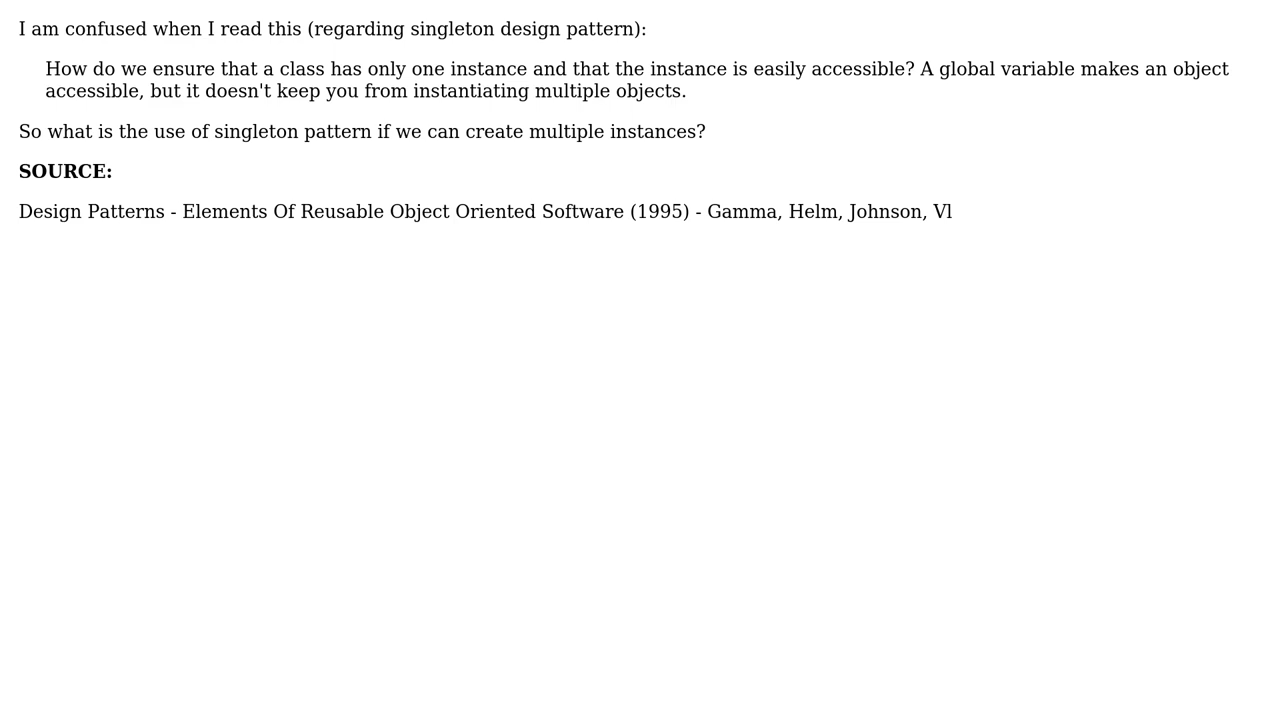 I am confused when I read this (regarding singleton design pattern):
How do we ensure that a class has only one instance and that the instance is easily accessible? A global variable makes an object
accessible, but it doesn't keep you from instantiating multiple objects.
So what is the use of singleton pattern if we can create multiple instances?
SOURCE:
Design Patterns - Elements Of Reusable Object Oriented Software (1995) - Gamma, Helm, Johnson, Vl